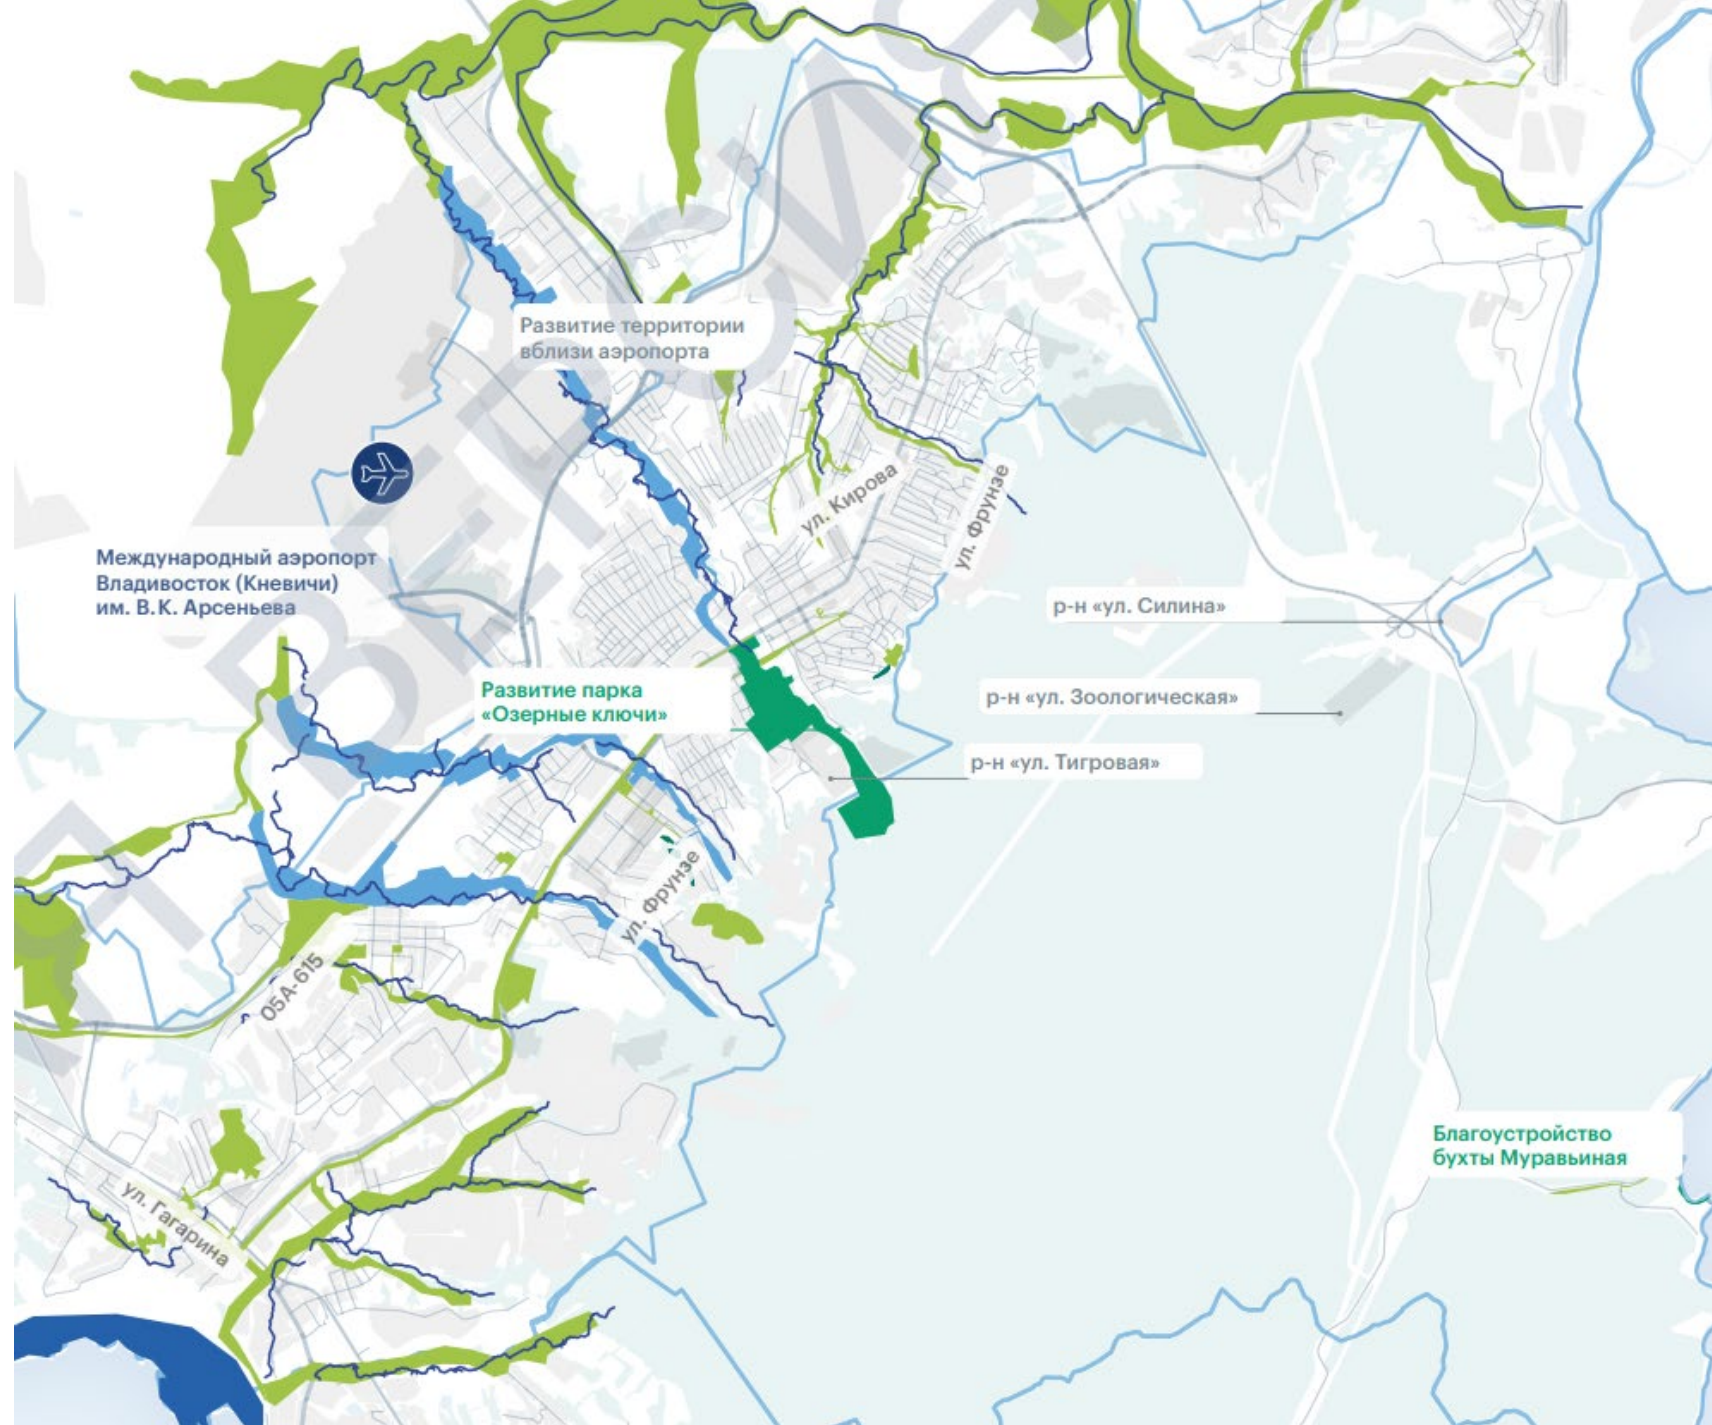 Развитие территории
вблизи аэропорта
ул. Кирова
ул. Фрунзе
Международный аэропорт
Владивосток (Кневичи)
им. В.К. Арсеньева
р-н «ул. Силина»
Развитие парка
«Озерные ключи»
р-н «ул. Зоологическая»
р-н «ул. Тигровая»
ул. Фрунзе
05А-615
Благоустройство
бухты Муравьиная
ул. Гагарина
ВЕРСИЯ